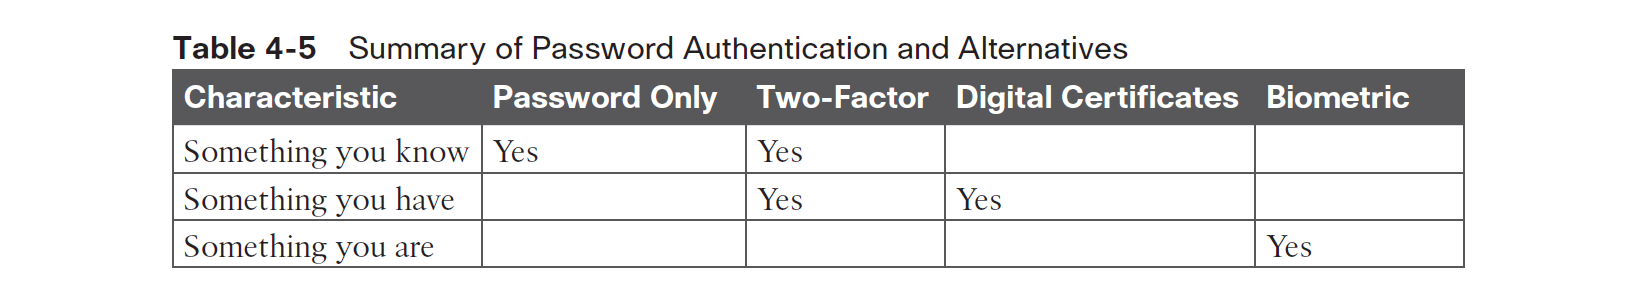 Table 4-5 Summary of Password Authentication and Alternatives
Characteristic Password Only Two-Factor Digital Certificates Biometric
Something you know Yes Yes
Something you have Yes Yes
Something you are Yes